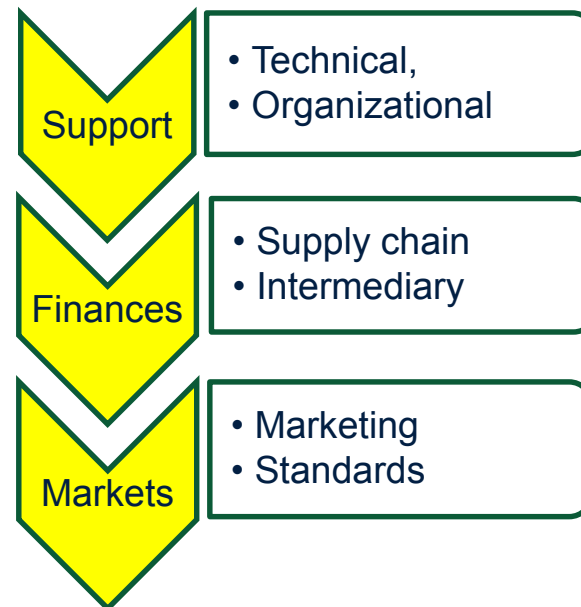 Support
• Technical,
• Organizational
Finances
• Supply chain
• Intermediary
Markets
• Marketing
• Standards